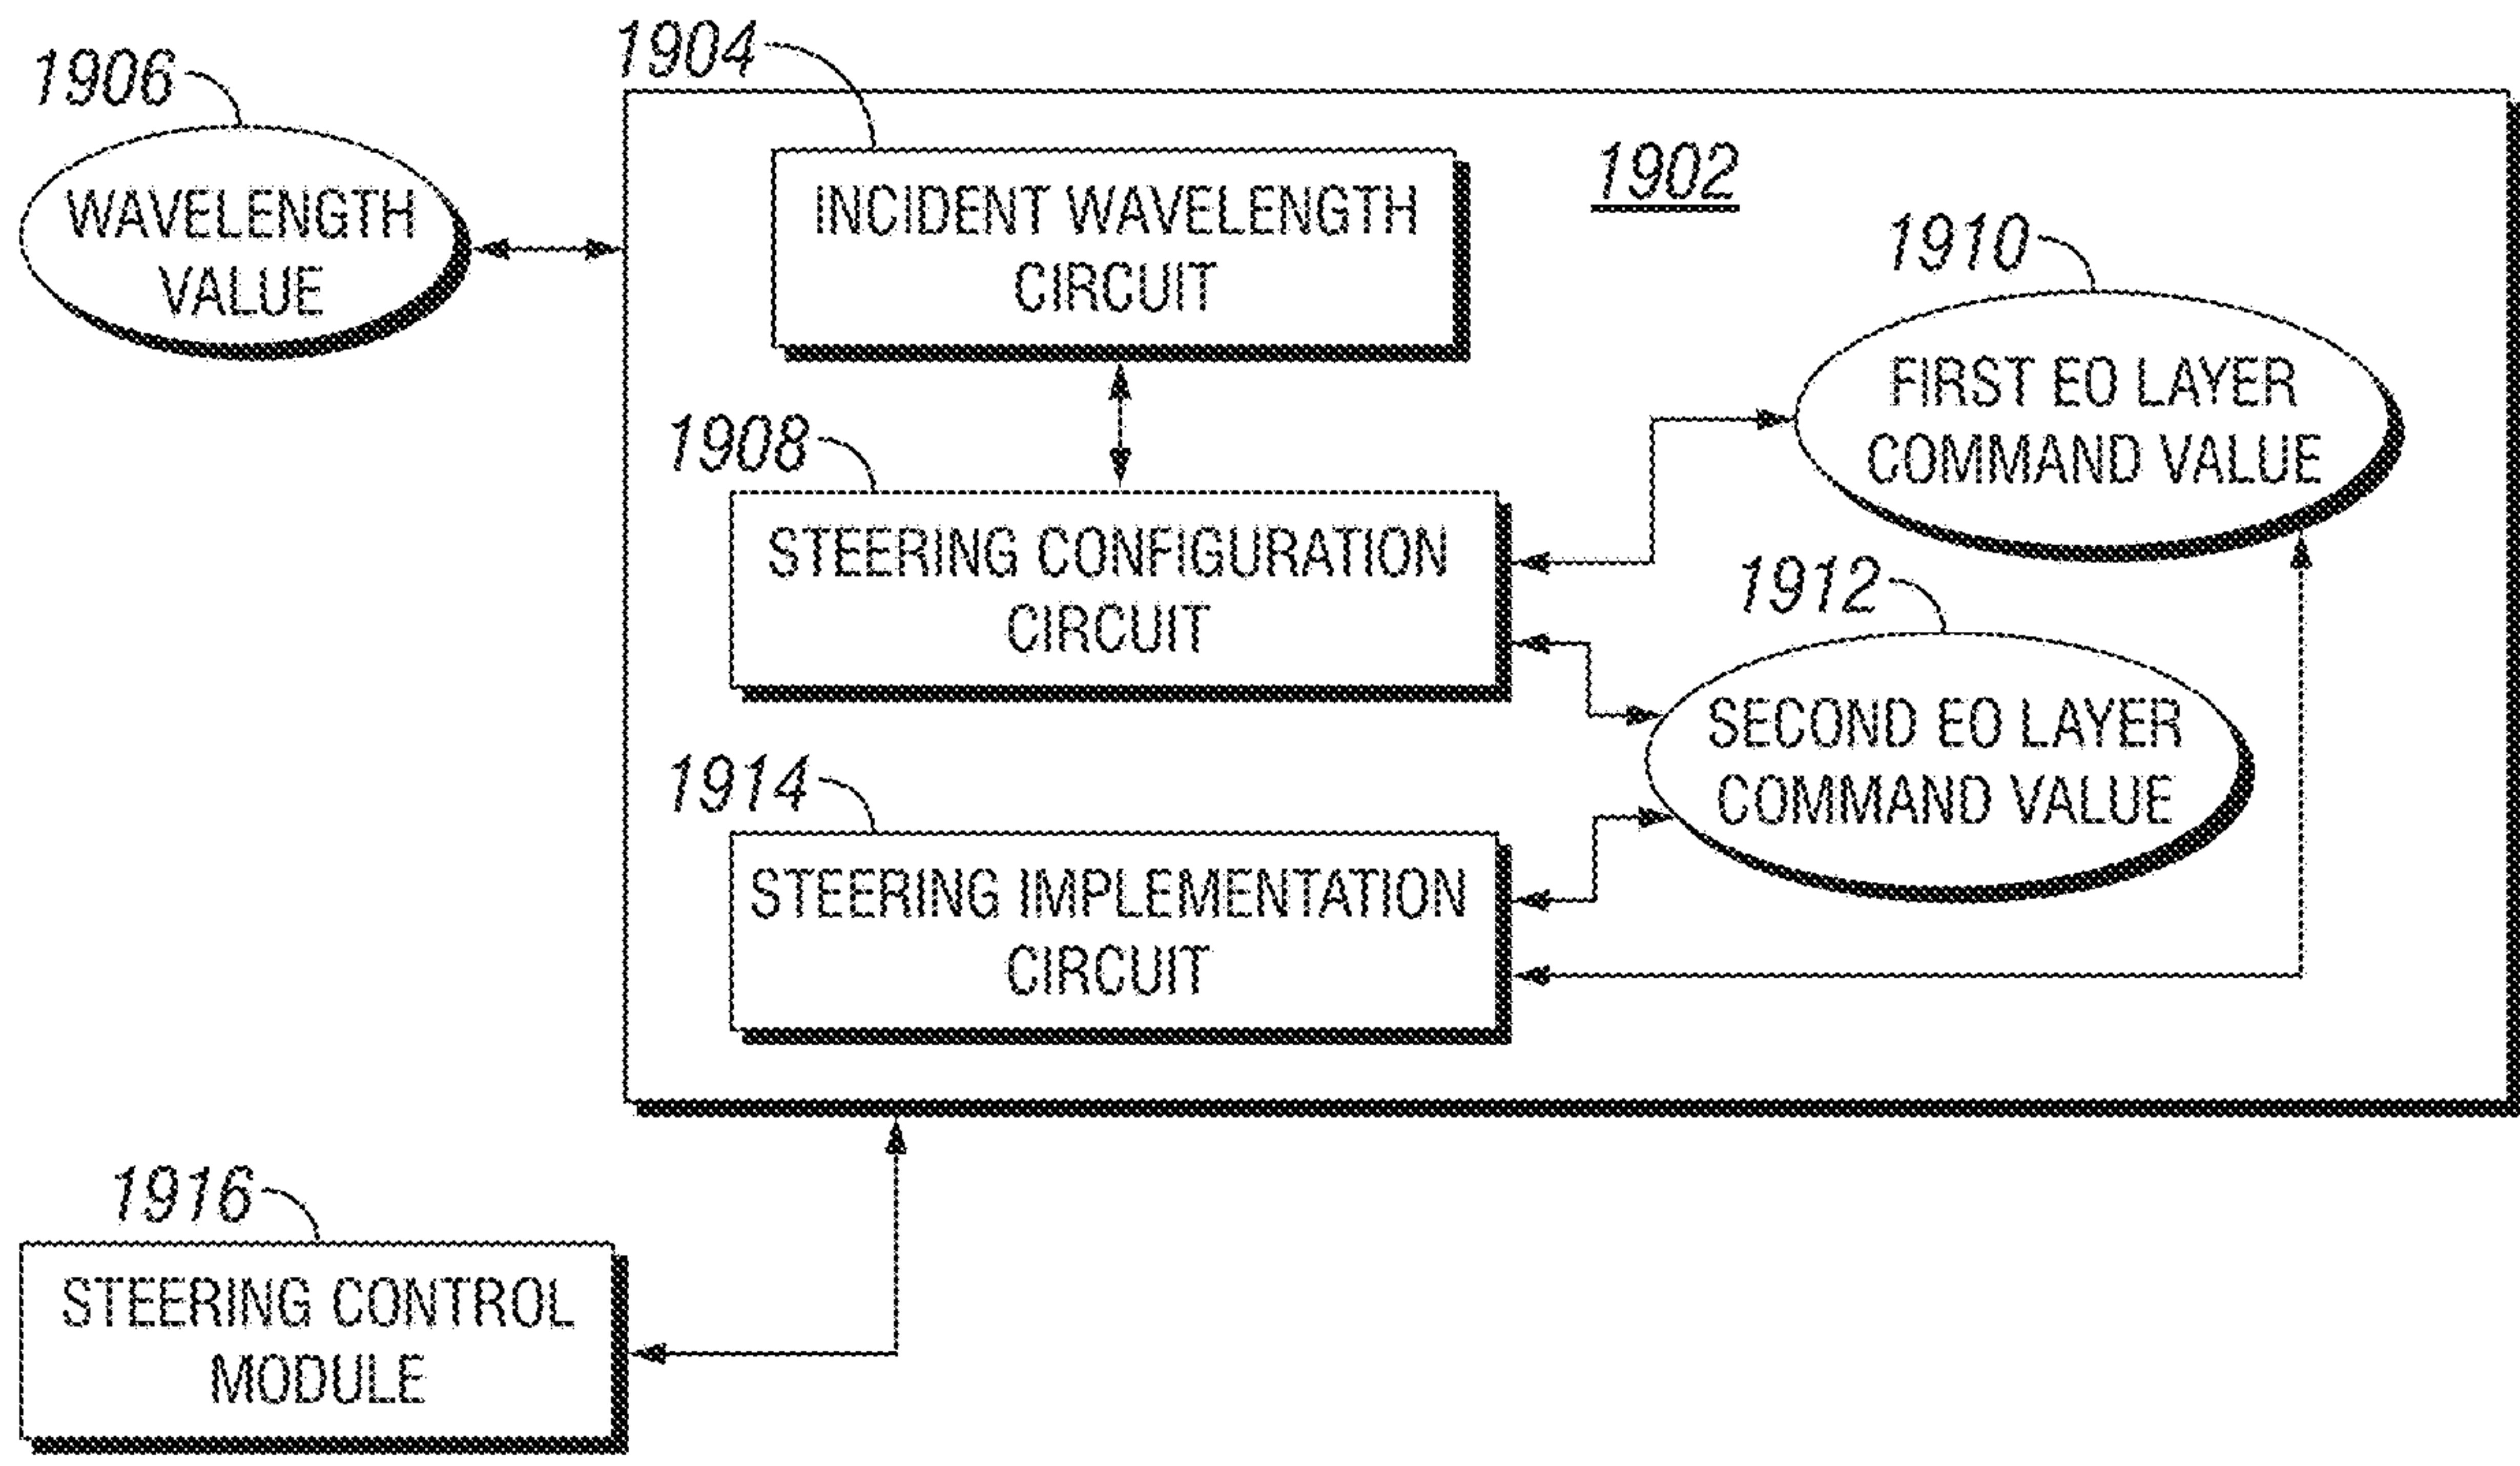 1904
1906
WAVELENGTH
VALUE
INCIDENT WAVELENGTH
CIRCUIT
1902
1910
FIRST EO LAYER
COMMAND VALUE
1908
STEERING CONFIGURATION
CIRCUIT
1912
SECOND EO LAYER
COMMAND VALUE
1914
STEERING IMPLEMENTATION
CIRCUIT
1916
STEERING CONTROL
MODULE